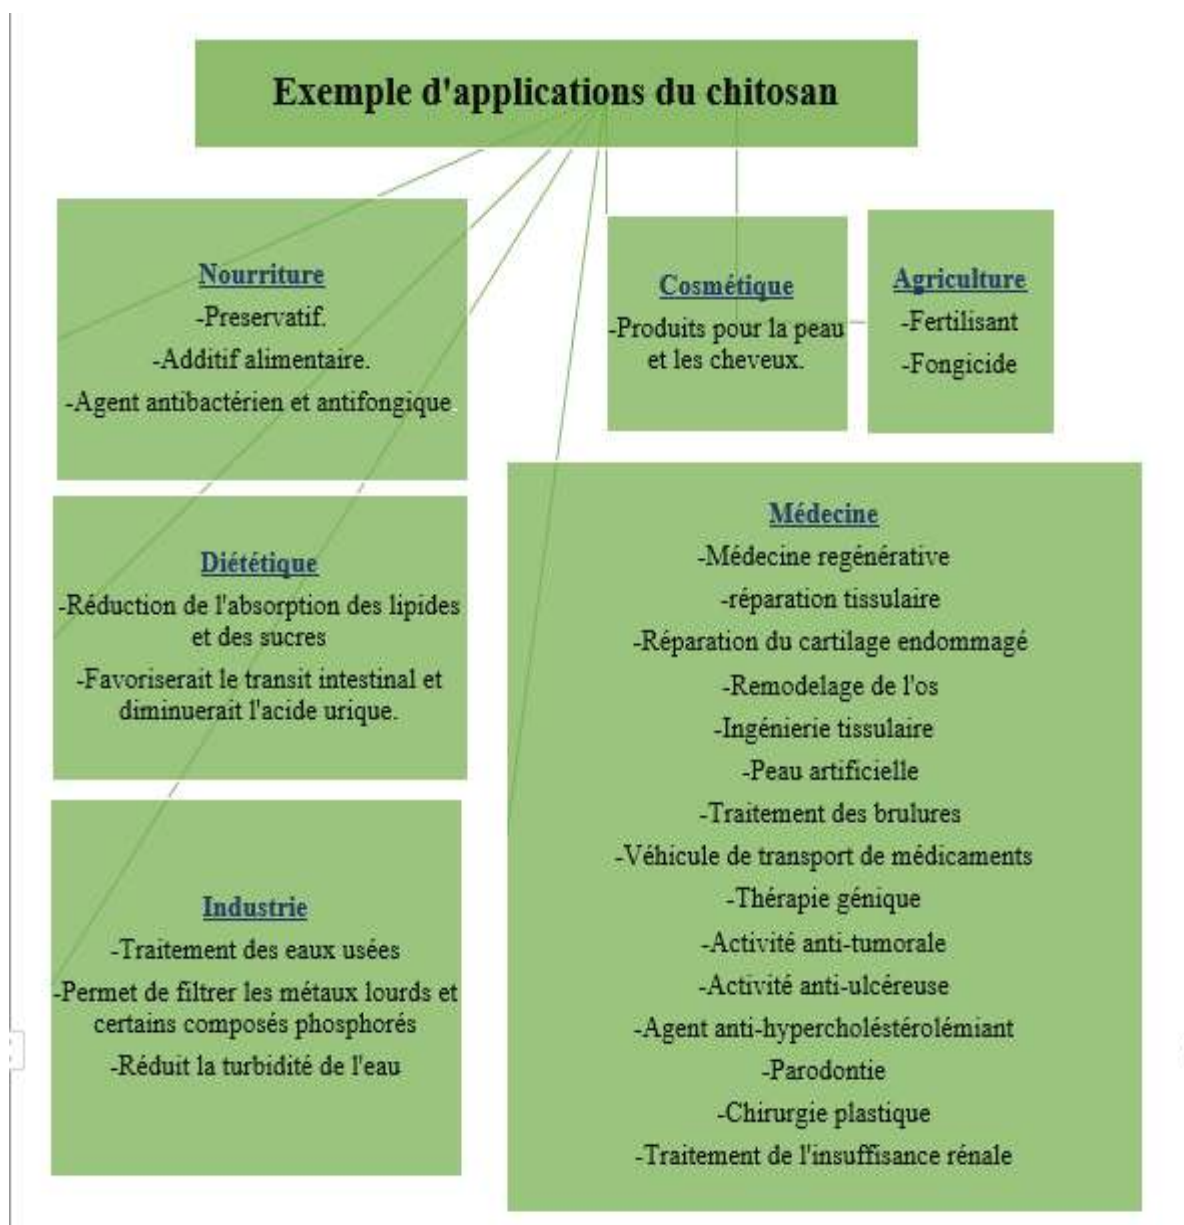 Exemple d'applications du chitosan
Nourriture
-Preservatif.
-Additif alimentaire.
-Agent antibactérien et antifongique
Cosmétique
-Produits pour la peau
et les cheveux.
Agriculture
-Fertilisant
-Fongicide
Diététique
-Réduction de l'absorption des lipides
et des sucres
-Favoriserait le transit intestinal et
diminuerait l'acide urique.
Médecine
-Médecine regénérative
-réparation tissulaire
-Réparation du cartilage endommagé
-Remodelage de l'os
-Ingénierie tissulaire
-Peau artificielle
-Traitement des brulures
-Véhicule de transport de médicaments
-Thérapie génique
-Activité anti-tumorale
-Activité anti-ulcéreuse
-Agent anti-hypercholéstérolémiant
-Parodontie
-Chirurgie plastique
-Traitement de l'insuffisance rénale
Industrie
-Traitement des eaux usées
-Permet de filtrer les métaux lourds et
certains composés phosphorés
-Réduit la turbidité de l'eau